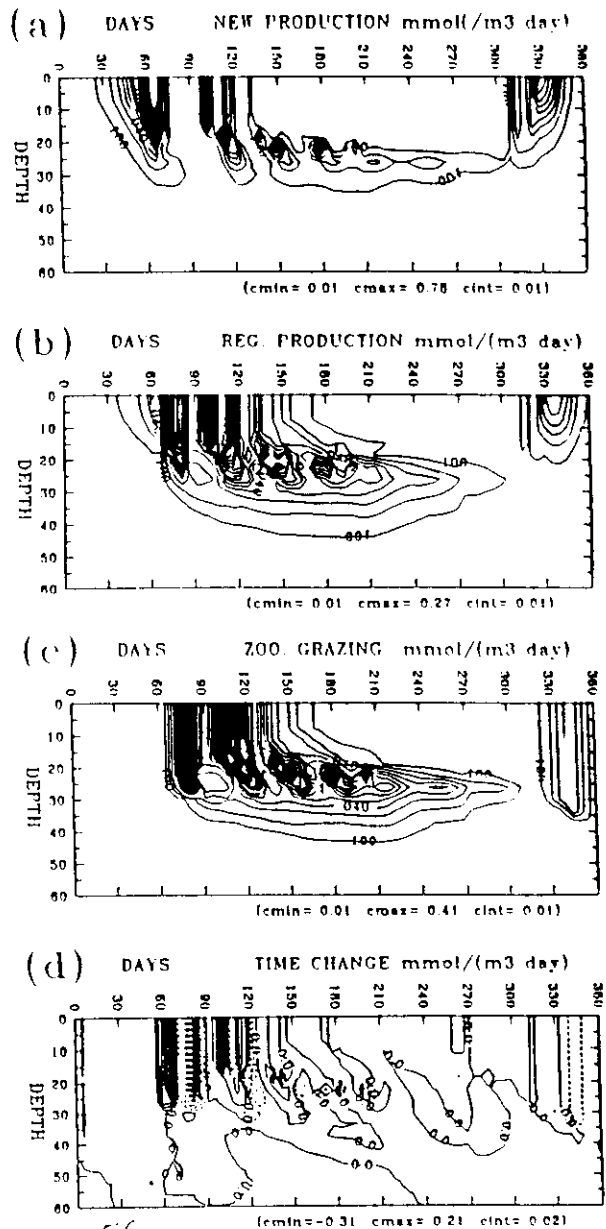 (a) DAYS NEW PRODUCTION mmol(/m3 day)
0 30 60 90 120 150 180 210 240 270 300 330 360
DEPTH
0
10
20
30
40
50
60
(cmin= 0.01 cmax= 0.78 cint= 0.01)
(b) DAYS REG. PRODUCTION mmol/(m3 day)
0 30 60 90 120 150 180 210 240 270 300 330 360
DEPTH
0
10
20
30
40
50
60
(cmin= 0.01 cmax= 0.27 cint= 0.01)
(c) DAYS ZOO. GRAZING mmol/(m3 day)
0 30 60 90 120 150 180 210 240 270 300 330 360
DEPTH
0
10
20
30
40
50
60
.040
(cmin= 0.01 cmax= 0.41 cint= 0.01)
(d) DAYS TIME CHANGE mmol/(m3 day)
0 30 60 90 120 150 180 210 240 270 300 330 360
DEPTH
0
10
20
30
40
50
60
0.0
0.0
0.0
(cmin=-0.31 cmax= 0.21 cint= 0.02)